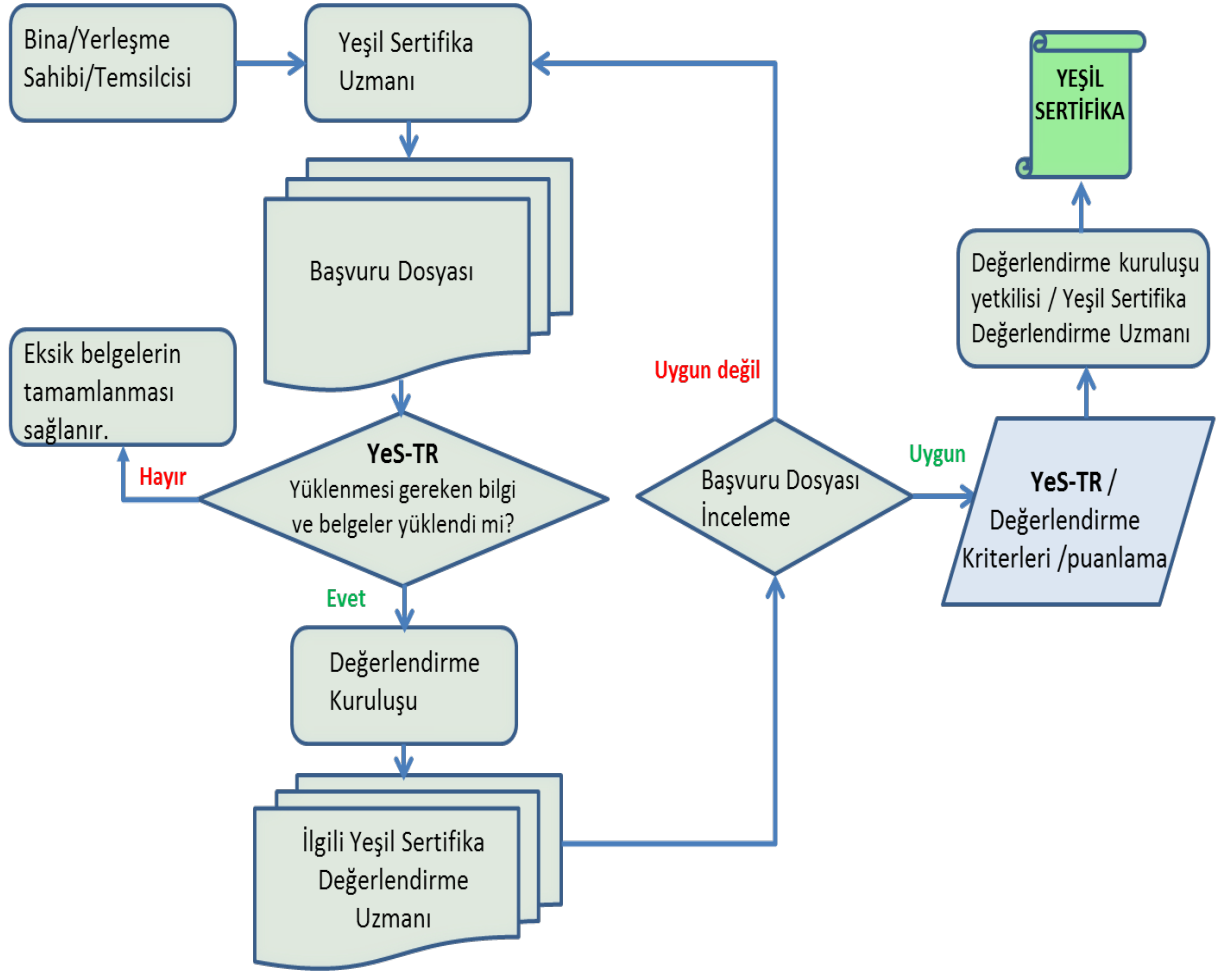 Bina/Yerleşme
Sahibi/Temsilcisi
Yeşil Sertifika
Uzmanı
Başvuru Dosyası
Eksik belgelerin
tamamlanması
sağlanır.
Hayır
YeS-TR
Yüklenmesi gereken bilgi
ve belgeler yüklendi mi?
Evet
Değerlendirme
Kuruluşu
İlgili Yeşil Sertifika
Değerlendirme
Uzmanı
Uygun değil
Başvuru Dosyası
İnceleme
Uygun
YeS-TR /
Değerlendirme
Kriterleri /puanlama
Değerlendirme kuruluşu
yetkilisi / Yeşil Sertifika
Değerlendirme Uzmanı
YEŞİL
SERTİFİKA